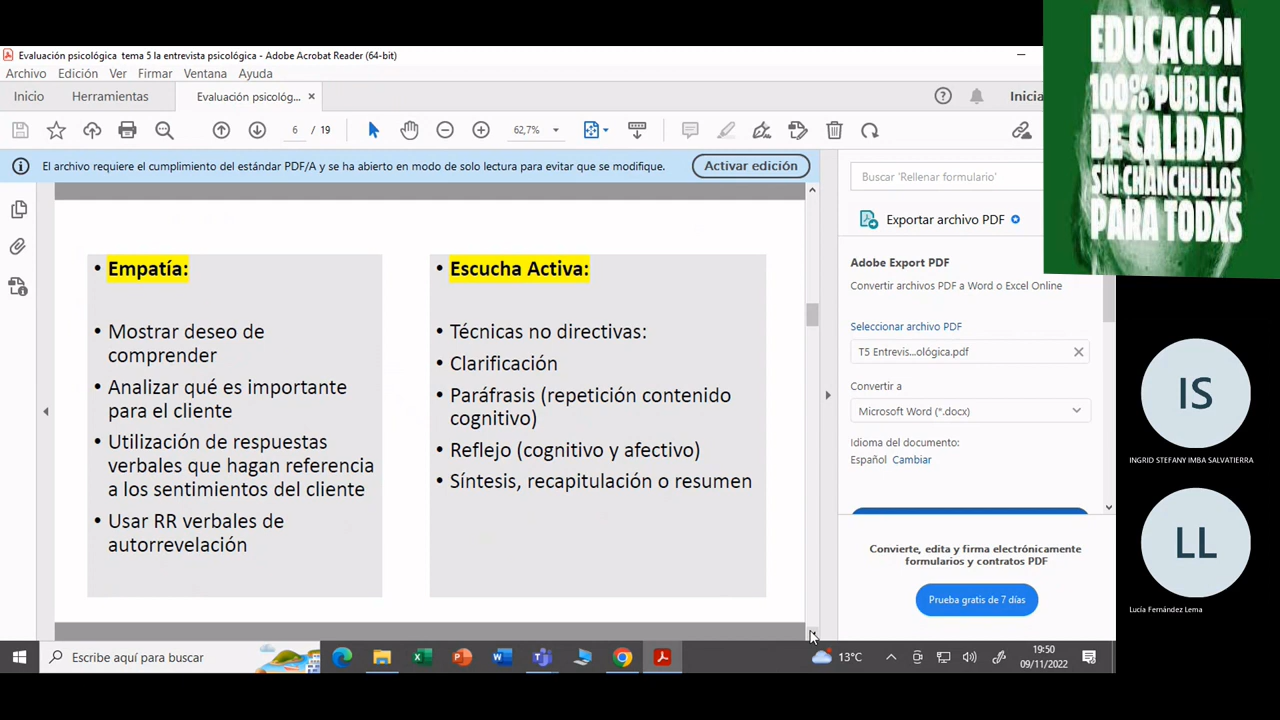 Evaluación psicológica tema 5 la entrevista psicológica - Adobe Acrobat Reader (64-bit)
Archivo Edición Ver Firmar Ventana Ayuda
Inicio Herramientas Evaluación psicológ... ×
Inicia
6 / 19
62,7%
El archivo requiere el cumplimiento del estándar PDF/A y se ha abierto en modo de solo lectura para evitar que se modifique.
Activar edición
• Empatía:
• Mostrar deseo de
comprender
• Analizar qué es importante
para el cliente
• Utilización de respuestas
verbales que hagan referencia
a los sentimientos del cliente
• Usar RR verbales de
autorrevelación
• Escucha Activa:
• Técnicas no directivas:
• Clarificación
• Paráfrasis (repetición contenido
cognitivo)
• Reflejo (cognitivo y afectivo)
• Síntesis, recapitulación o resumen
Buscar 'Rellenar formulario'
Exportar archivo PDF
Adobe Export PDF
Convertir archivos PDF a Word o Excel Online
Seleccionar archivo PDF
T5 Entrevis...ológica.pdf
Convertir a
Microsoft Word (*.docx)
Idioma del documento:
Español Cambiar
Convierte, edita y firma electrónicamente
formularios y contratos PDF
Prueba gratis de 7 días
EDUCACIÓN
100% PÚBLICA
DE CALIDAD
SIN CHANCHULLOS
PARA TODXS
IS
INGRID STEFANY IMBA SALVATIERRA
LL
Lucía Fernández Lema
Escribe aquí para buscar
13°C
19:50
09/11/2022